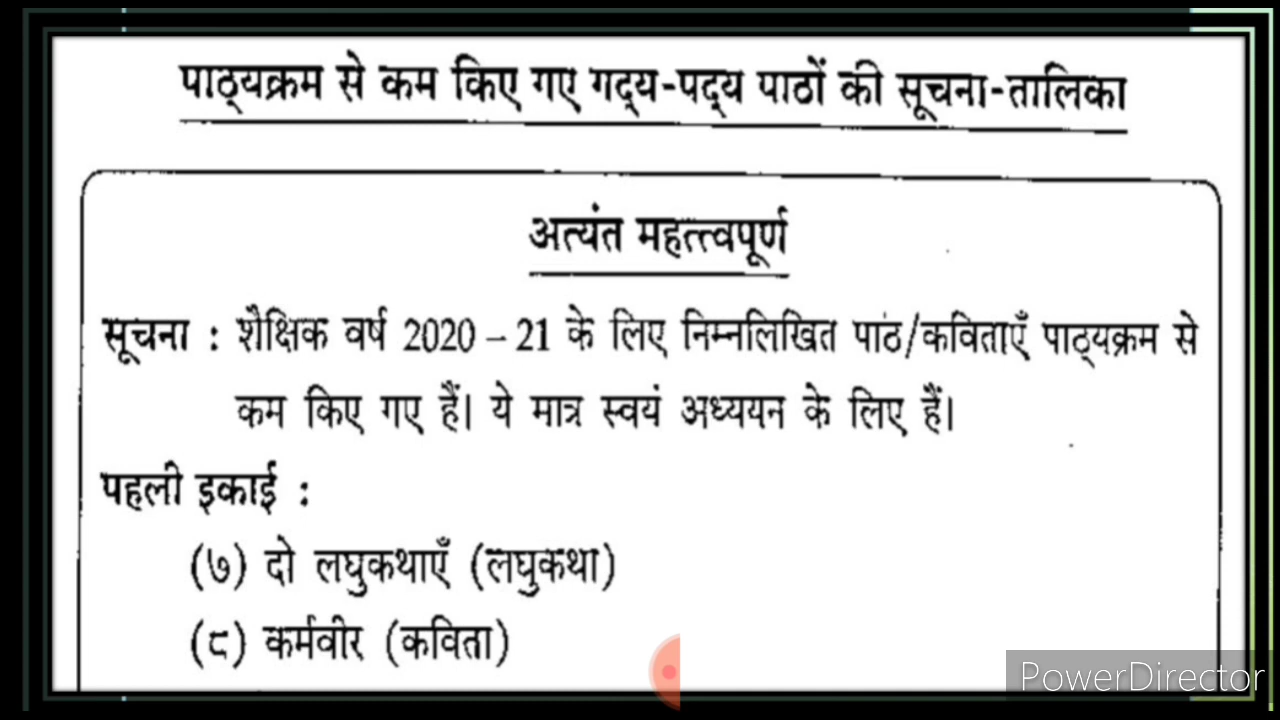 पाठ्यक्रम से कम किए गए गद्‌य-पद्‌य पाठों की सूचना-तालिका
अत्यंत महत्त्वपूर्ण
सूचना : शैक्षिक वर्ष 2020 – 21 के लिए निम्नलिखित पाठ/कविताएँ पाठ्यक्रम से
कम किए गए हैं। ये मात्र स्वयं अध्ययन के लिए हैं।
पहली इकाई :
(७) दो लघुकथाएँ (लघुकथा)
(८) कर्मवीर (कविता)
PowerDirector